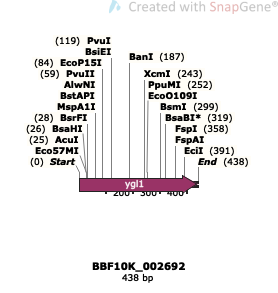 Created with SnapGene®
(119) PvuI
BsiEI
(84) EcoP15I
(59) PvuII
AlwNI
BstAPI
MspA1I
(28) BsrFI
(26) BsaHI
(25) AcuI
Eco57MI
(0) Start
BanI (187)
XcmI (243)
PpuMI (252)
EcoO109I
BsmI (299)
BsaBI* (319)
FspI (358)
FspAI
EciI (391)
End (438)
ygl1
200 300 400
BBF10K_002692
438 bp